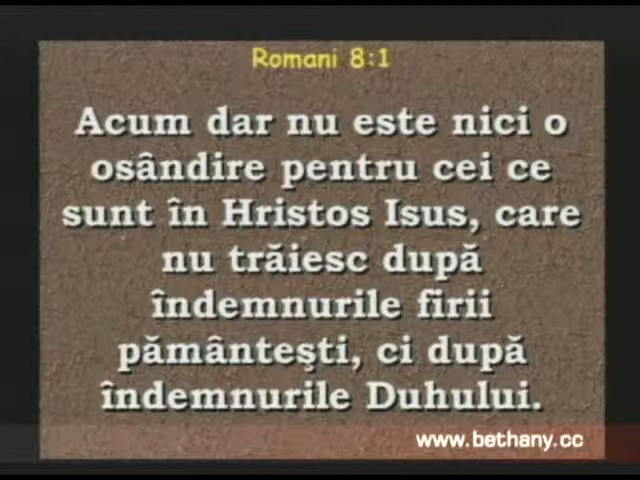 Romani 8:1
Acum dar nu este nici o
osândire pentru cei ce
sunt în Hristos Isus, care
nu trăiesc după
îndemnurile firii
pământeşti, ci după
îndemnurile Duhului.
www.bethany.cc